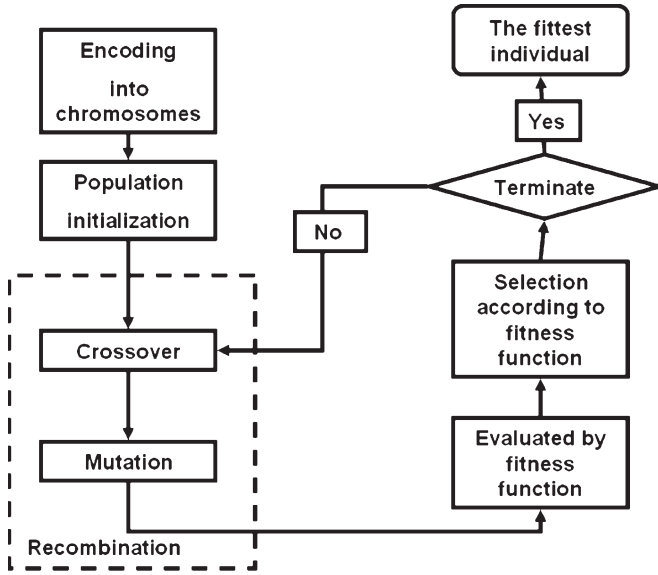 Encoding
into
chromosomes
Population
initialization
Crossover
Mutation
Recombination
No
The fittest
individual
Yes
Terminate
Selection
according to
fitness
function
Evaluated by
fitness
function